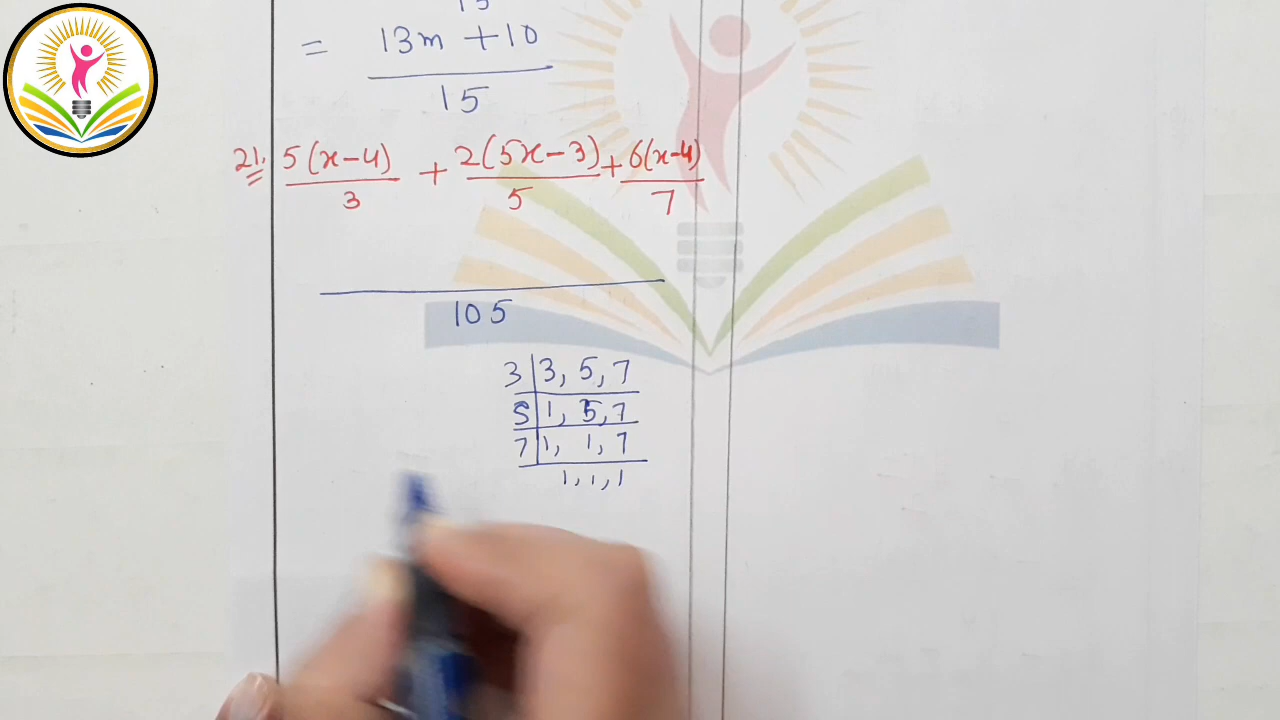 15
= 13m + 10
15
21. 5(x-4)/3 + 2(5x-3)/5 + 6(x-4)/7
105
3 | 3, 5, 7
5 | 1, 5, 7
7 | 1, 1, 7
1, 1, 1